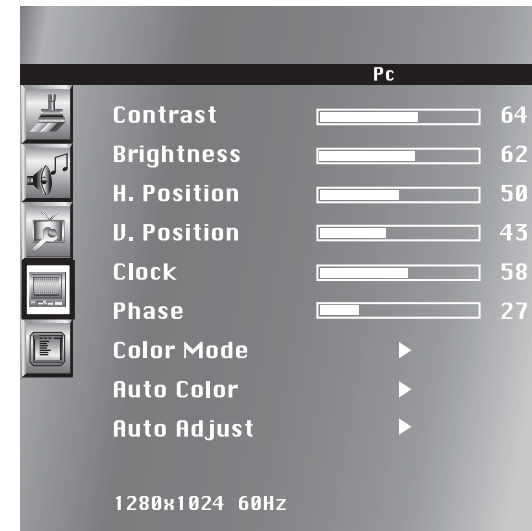 Pc
Contrast 64
Brightness 62
H. Position 50
V. Position 43
Clock 58
Phase 27
Color Mode
Auto Color
Auto Adjust
1280x1024 60Hz